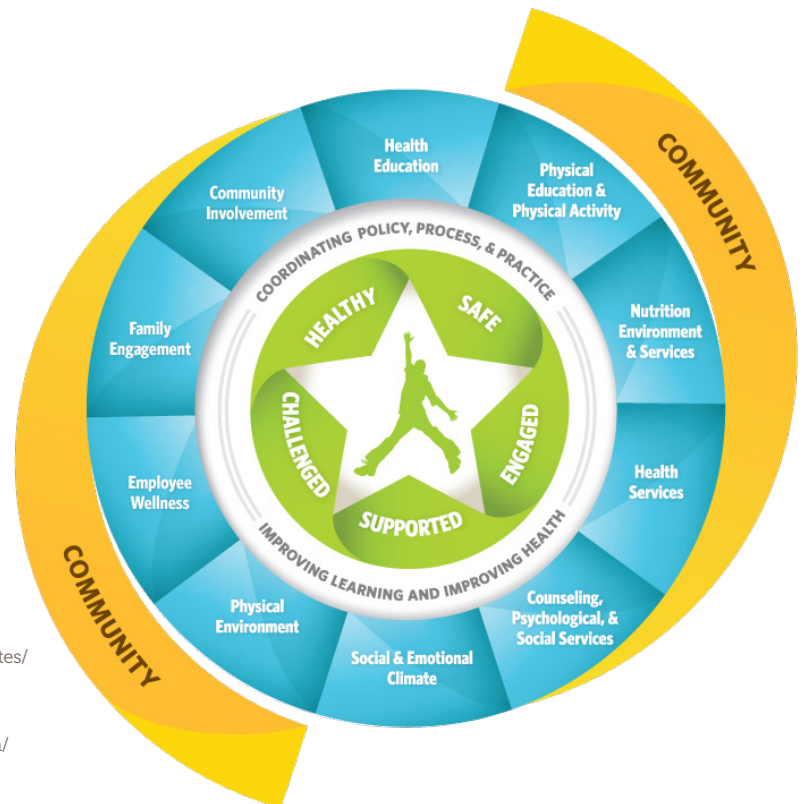 COMMUNITY
Health
Education
Physical
Education &
Physical Activity
Nutrition
Environment
& Services
Health
Services
Counseling,
Psychological, &
Social Services
Social & Emotional
Climate
Physical
Environment
Employee
Wellness
Family
Engagement
Community
Involvement
COORDINATING POLICY, PROCESS, & PRACTICE
IMPROVING LEARNING AND IMPROVING HEALTH
HEALTHY
SAFE
ENGAGED
SUPPORTED
CHALLENGED
COMMUNITY
tes/